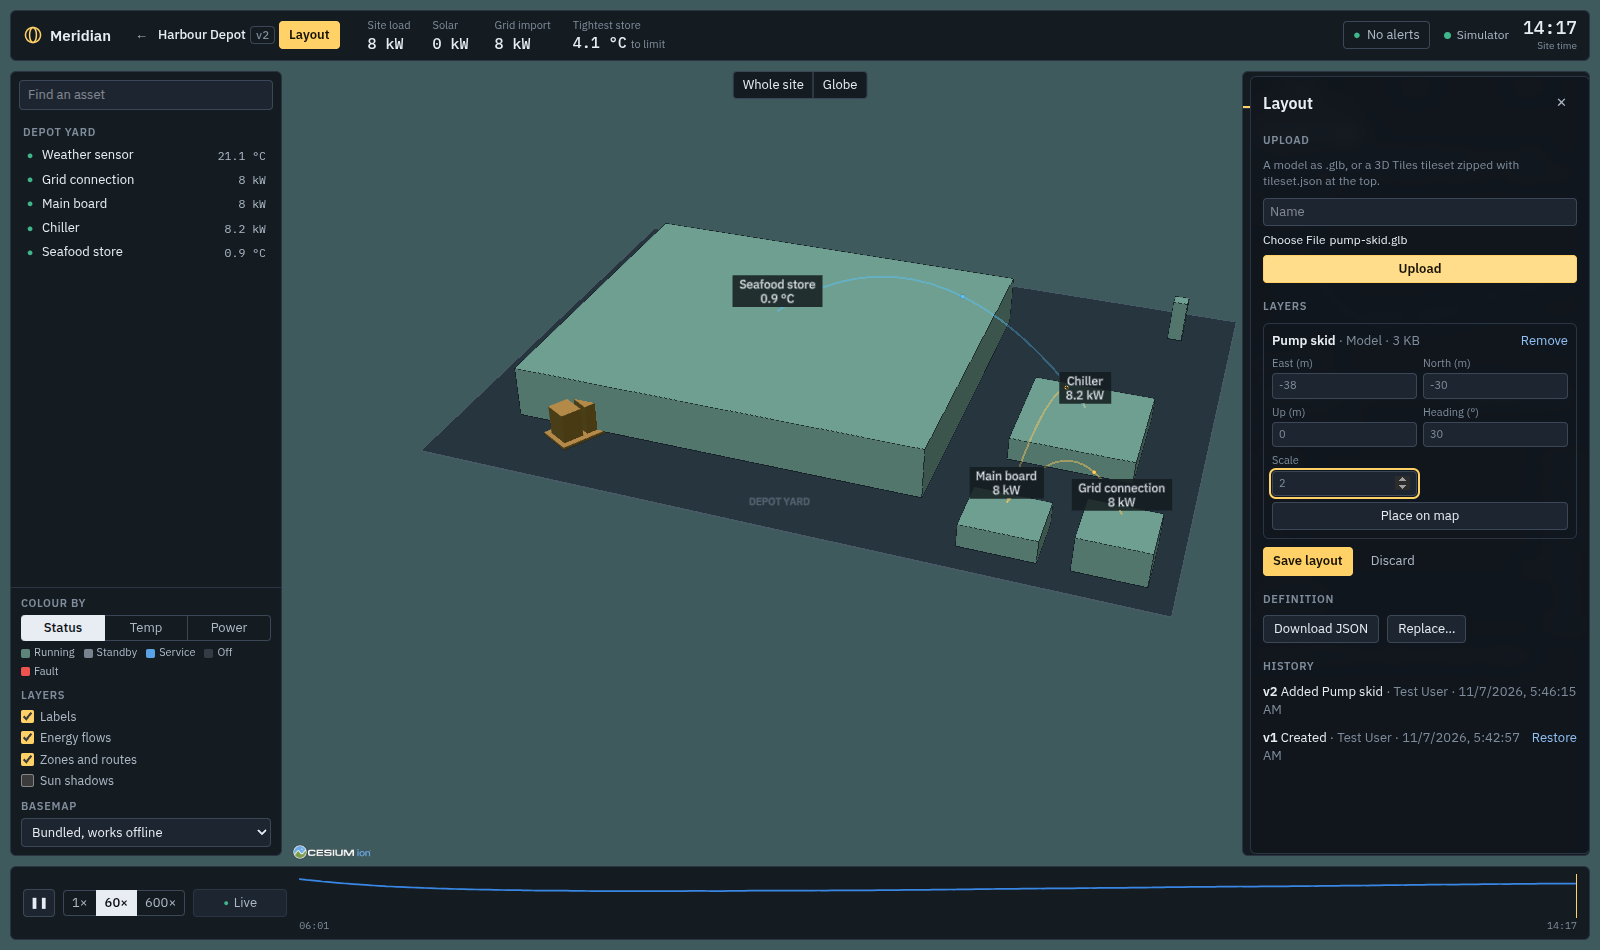 Meridian
← Harbour Depot v2 Layout
Site load
8 kW
Solar
0 kW
Grid import
8 kW
Tightest store
4.1 °C to limit
No alerts
Simulator
14:17
Site time
Find an asset
DEPOT YARD
Weather sensor 21.1 °C
Grid connection 8 kW
Main board 8 kW
Chiller 8.2 kW
Seafood store 0.9 °C
COLOUR BY
Status Temp Power
Running Standby Service Off
Fault
LAYERS
Labels
Energy flows
Zones and routes
Sun shadows
BASEMAP
Bundled, works offline
Whole site Globe
Seafood store
0.9 °C
Chiller
8.2 kW
Main board
8 kW
Grid connection
8 kW
DEPOT YARD
CESIUM ion
Layout ×
UPLOAD
A model as .glb, or a 3D Tiles tileset zipped with
tileset.json at the top.
Name
Choose File pump-skid.glb
Upload
LAYERS
Pump skid · Model · 3 KB Remove
East (m) North (m)
-38 -30
Up (m) Heading (°)
0 30
Scale
2
Place on map
Save layout Discard
DEFINITION
Download JSON Replace...
HISTORY
v2 Added Pump skid · Test User · 11/7/2026, 5:46:15
AM
v1 Created · Test User · 11/7/2026, 5:42:57 Restore
AM
1× 60× 600× Live
06:01 14:17